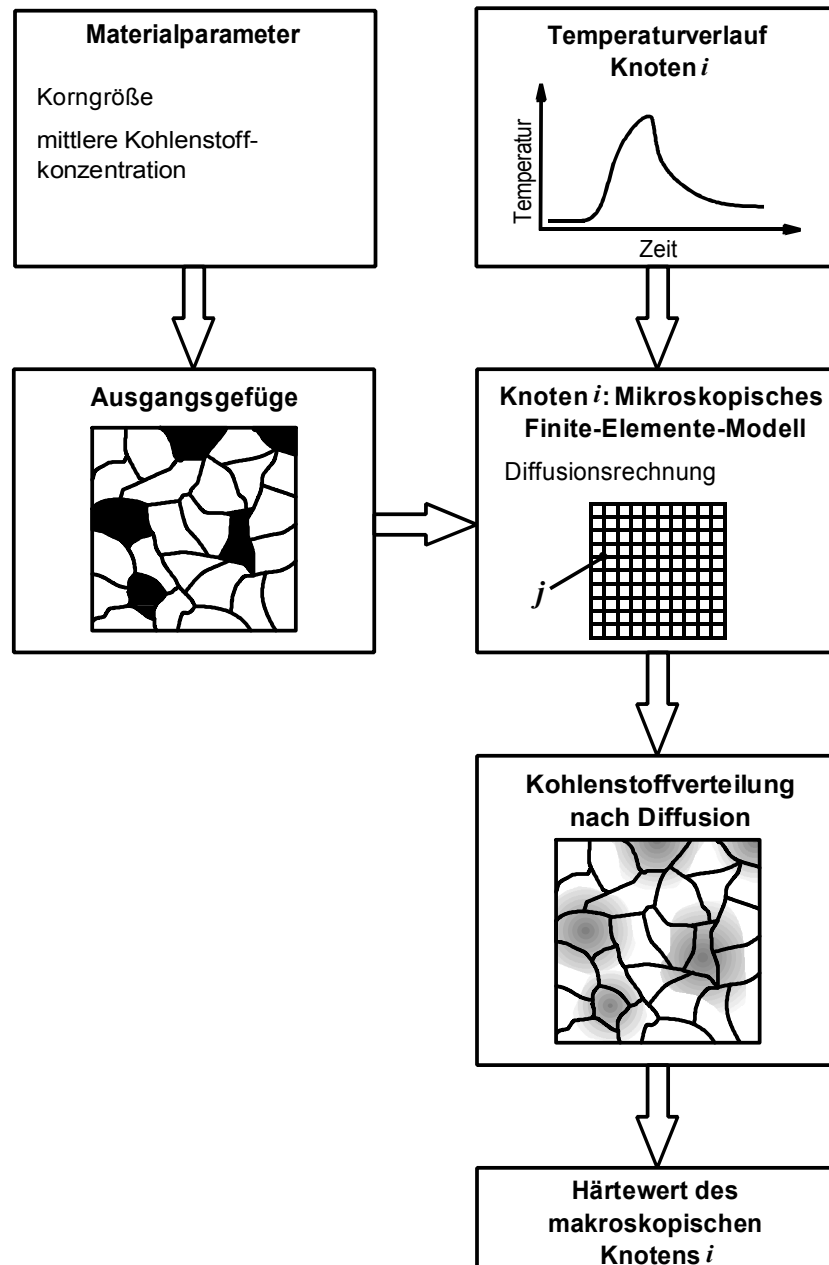 Materialparameter
Korngröße
mittlere Kohlenstoff-
konzentration
Temperaturverlauf
Knoten i
Temperatur
Zeit
Ausgangsgefüge
Knoten i: Mikroskopisches
Finite-Elemente-Modell
Diffusionsrechnung
j
Kohlenstoffverteilung
nach Diffusion
Härtewert des
makroskopischen
Knotens i